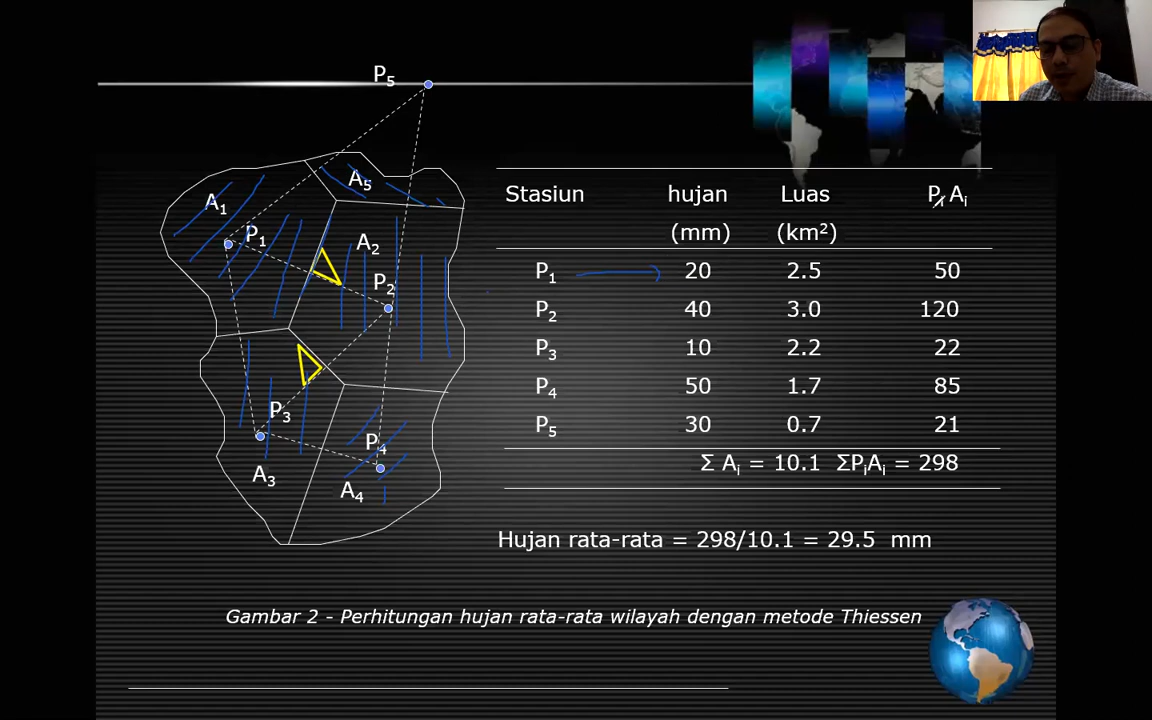 P5
A1
A5
P1
A2
P2
P3
P4
A3
A4
Stasiun hujan Luas PiAi
(mm) (km²)
P1 20 2.5 50
P2 40 3.0 120
P3 10 2.2 22
P4 50 1.7 85
P5 30 0.7 21
Σ Ai = 10.1 ΣPiAi = 298
Hujan rata-rata = 298/10.1 = 29.5 mm
Gambar 2 - Perhitungan hujan rata-rata wilayah dengan metode Thiessen